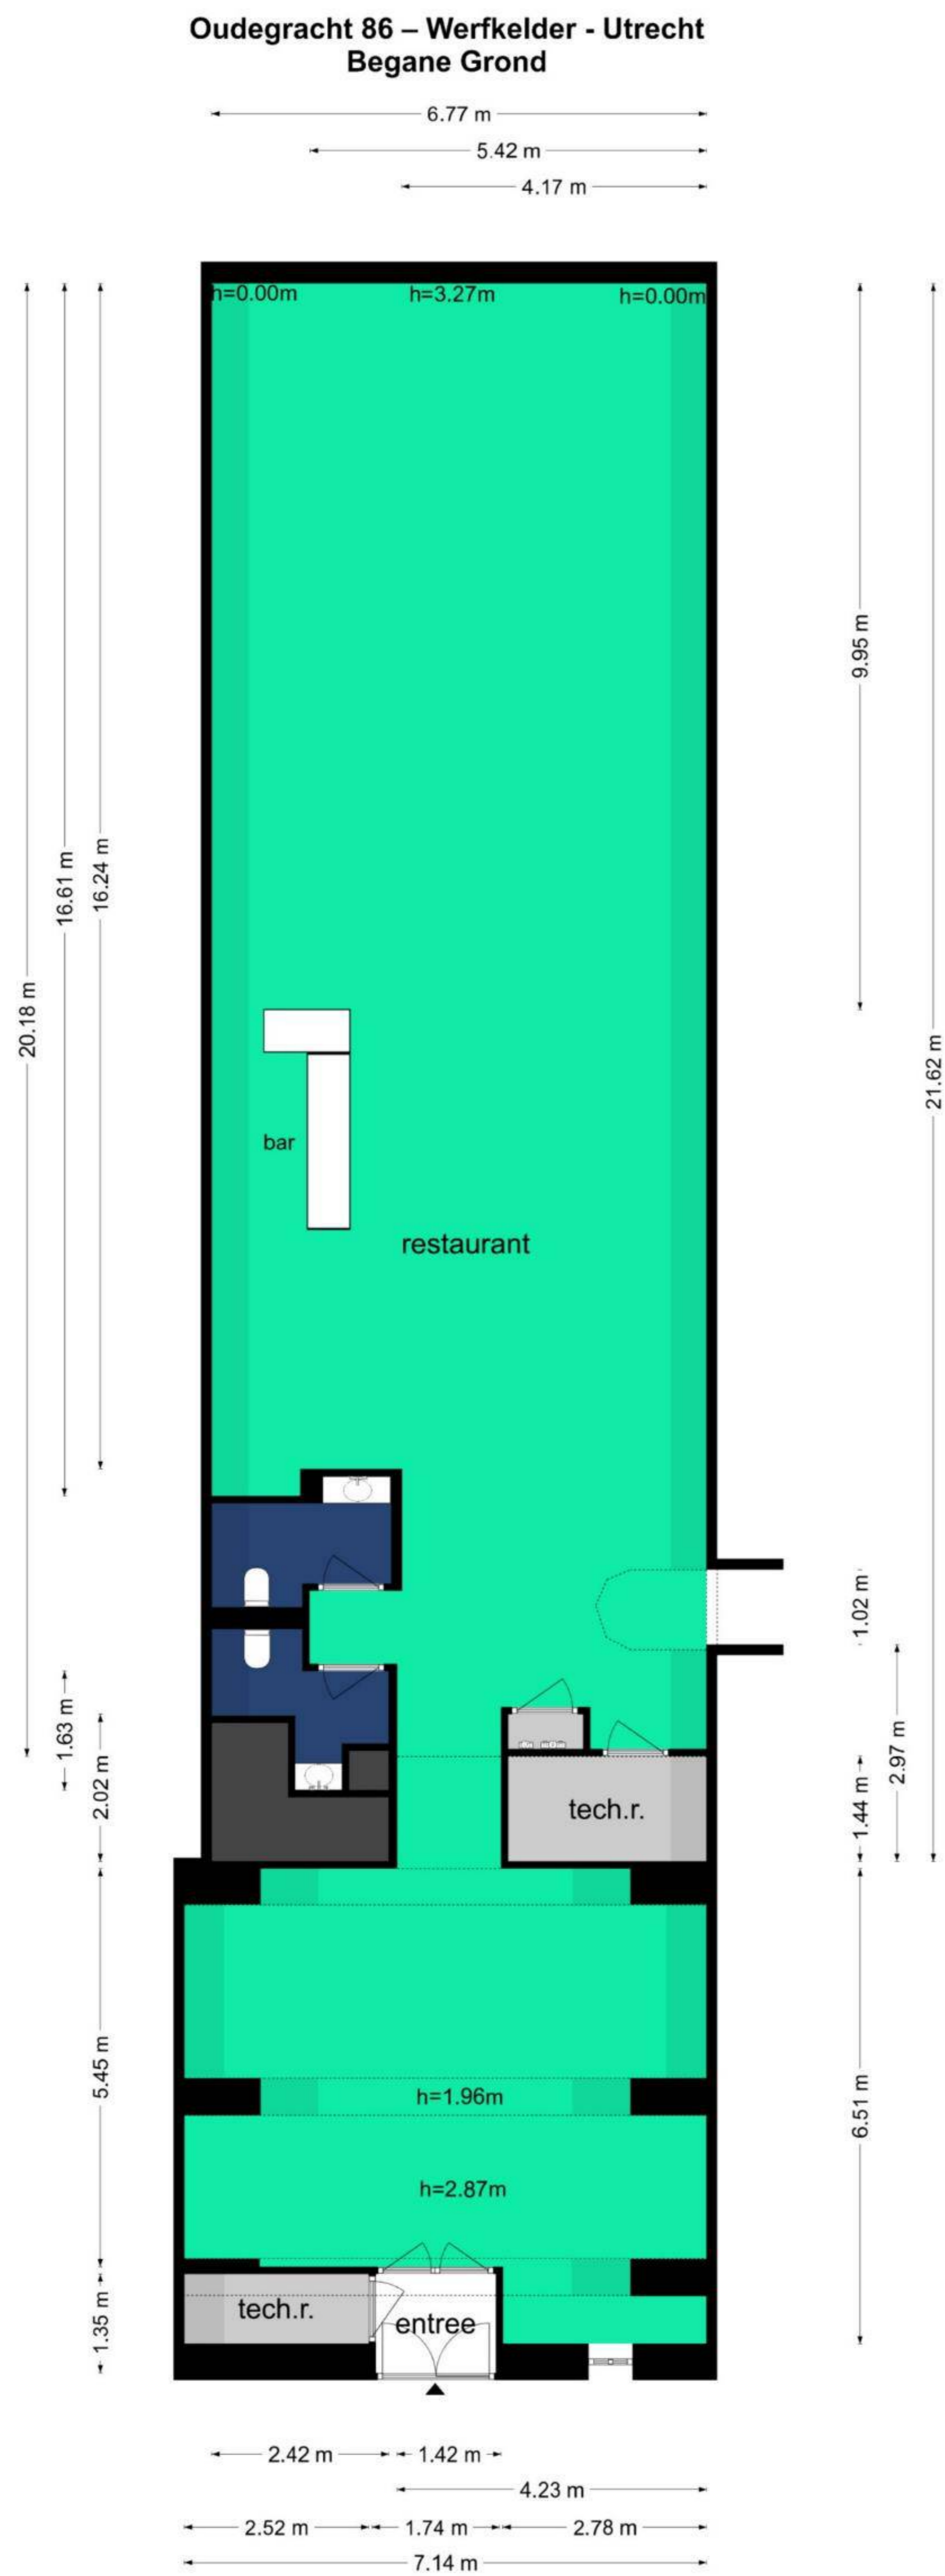 Oudegracht 86 – Werfkelder - Utrecht
Begane Grond
6.77 m
5.42 m
4.17 m
h=0.00m
h=3.27m
h=0.00m
9.95 m
16.24 m
16.61 m
20.18 m
21.62 m
bar
restaurant
1.02 m
1.63 m
2.02 m
2.97 m
1.44 m
tech.r.
5.45 m
6.51 m
h=1.96m
h=2.87m
1.35 m
tech.r.
entree
2.42 m
1.42 m
4.23 m
2.52 m
1.74 m
2.78 m
7.14 m